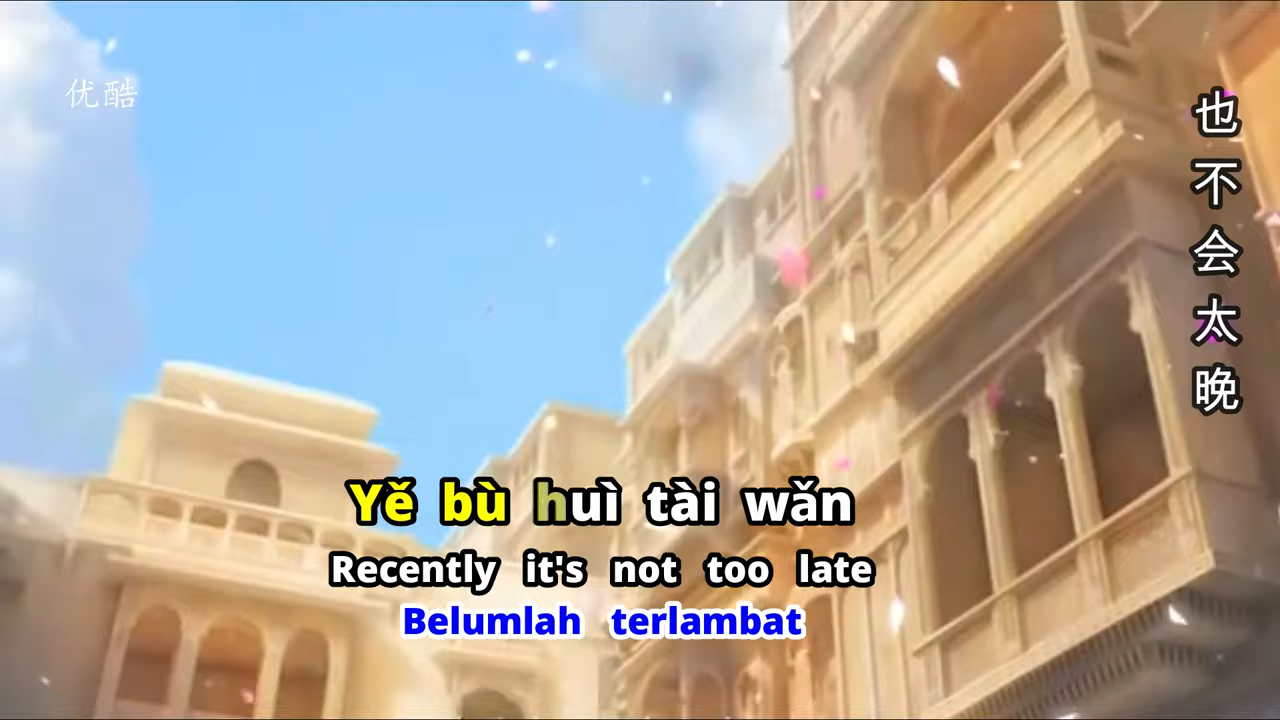 优酷
也不会太晚
Yě bù huì tài wǎn
Recently it's not too late
Belumlah terlambat